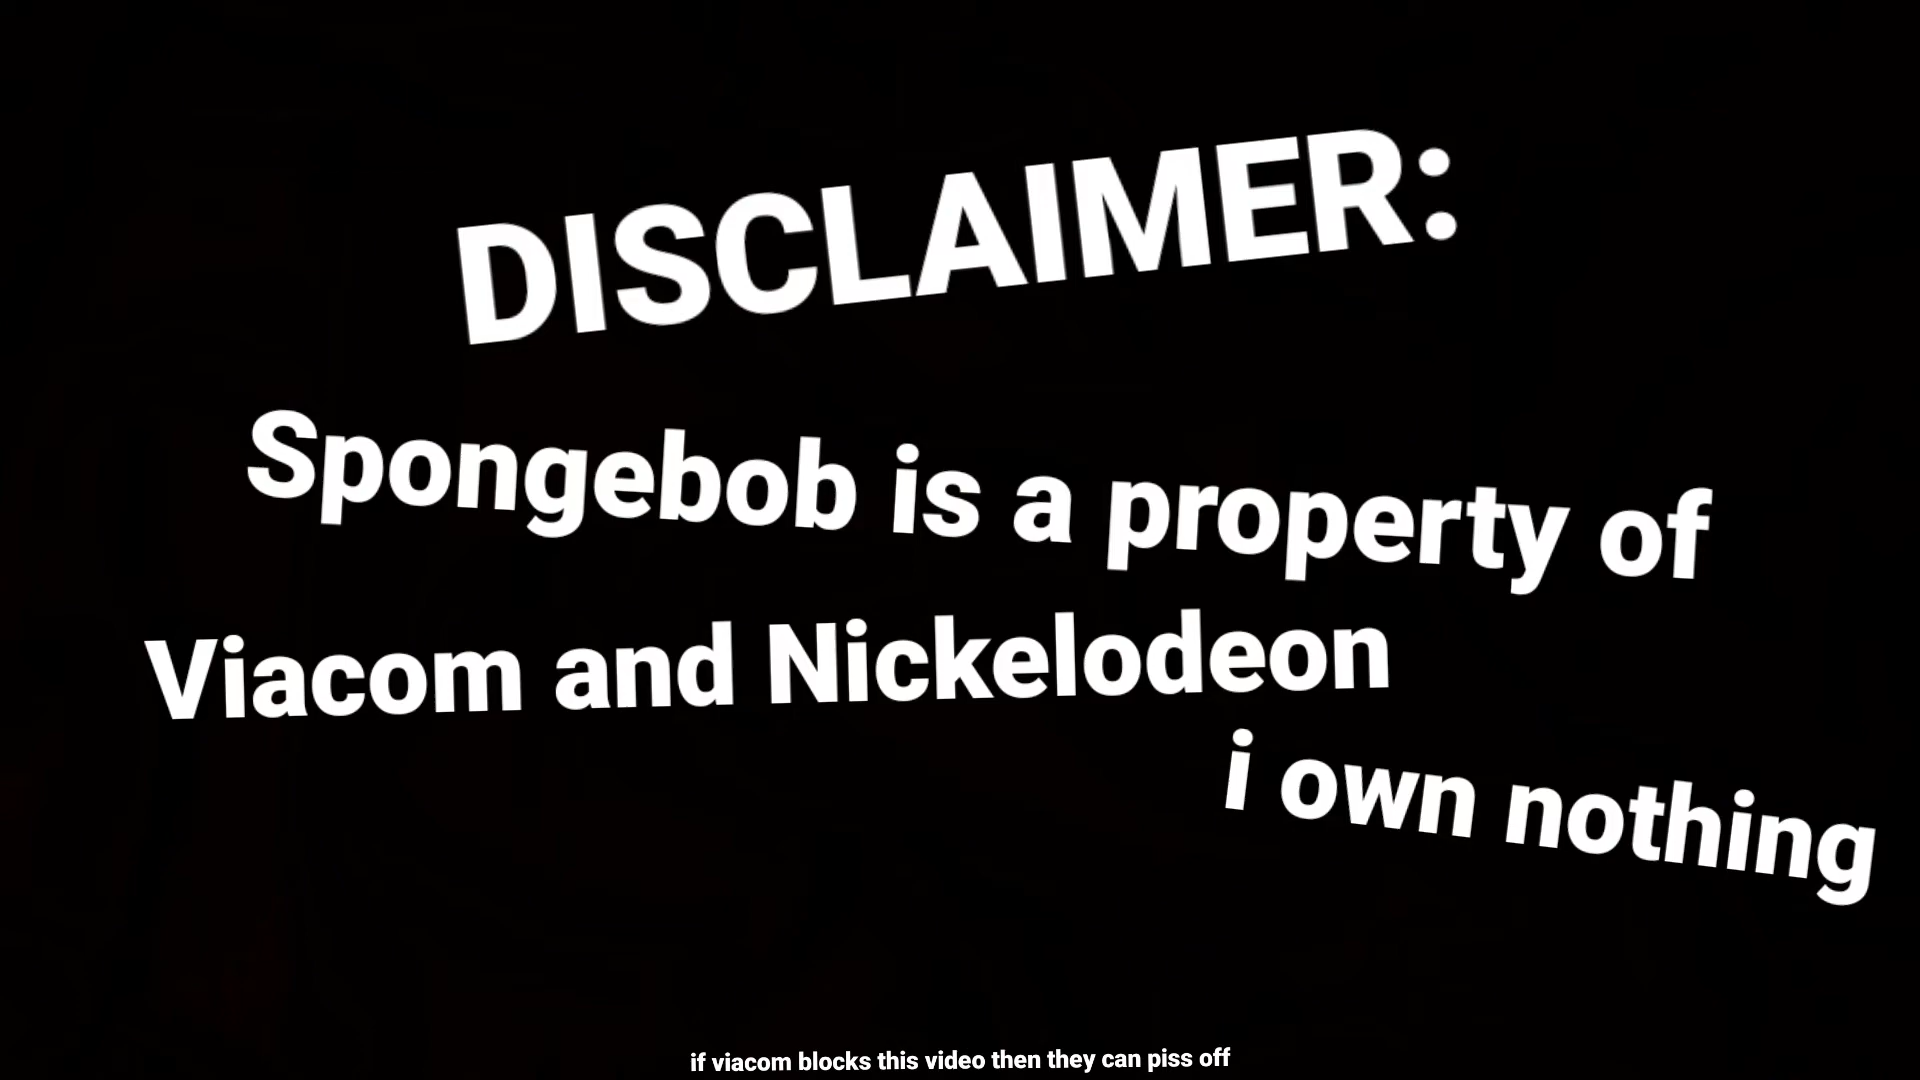 DISCLAIMER:
Spongebob is a property of
Viacom and Nickelodeon
i own nothing
if viacom blocks this video then they can piss off